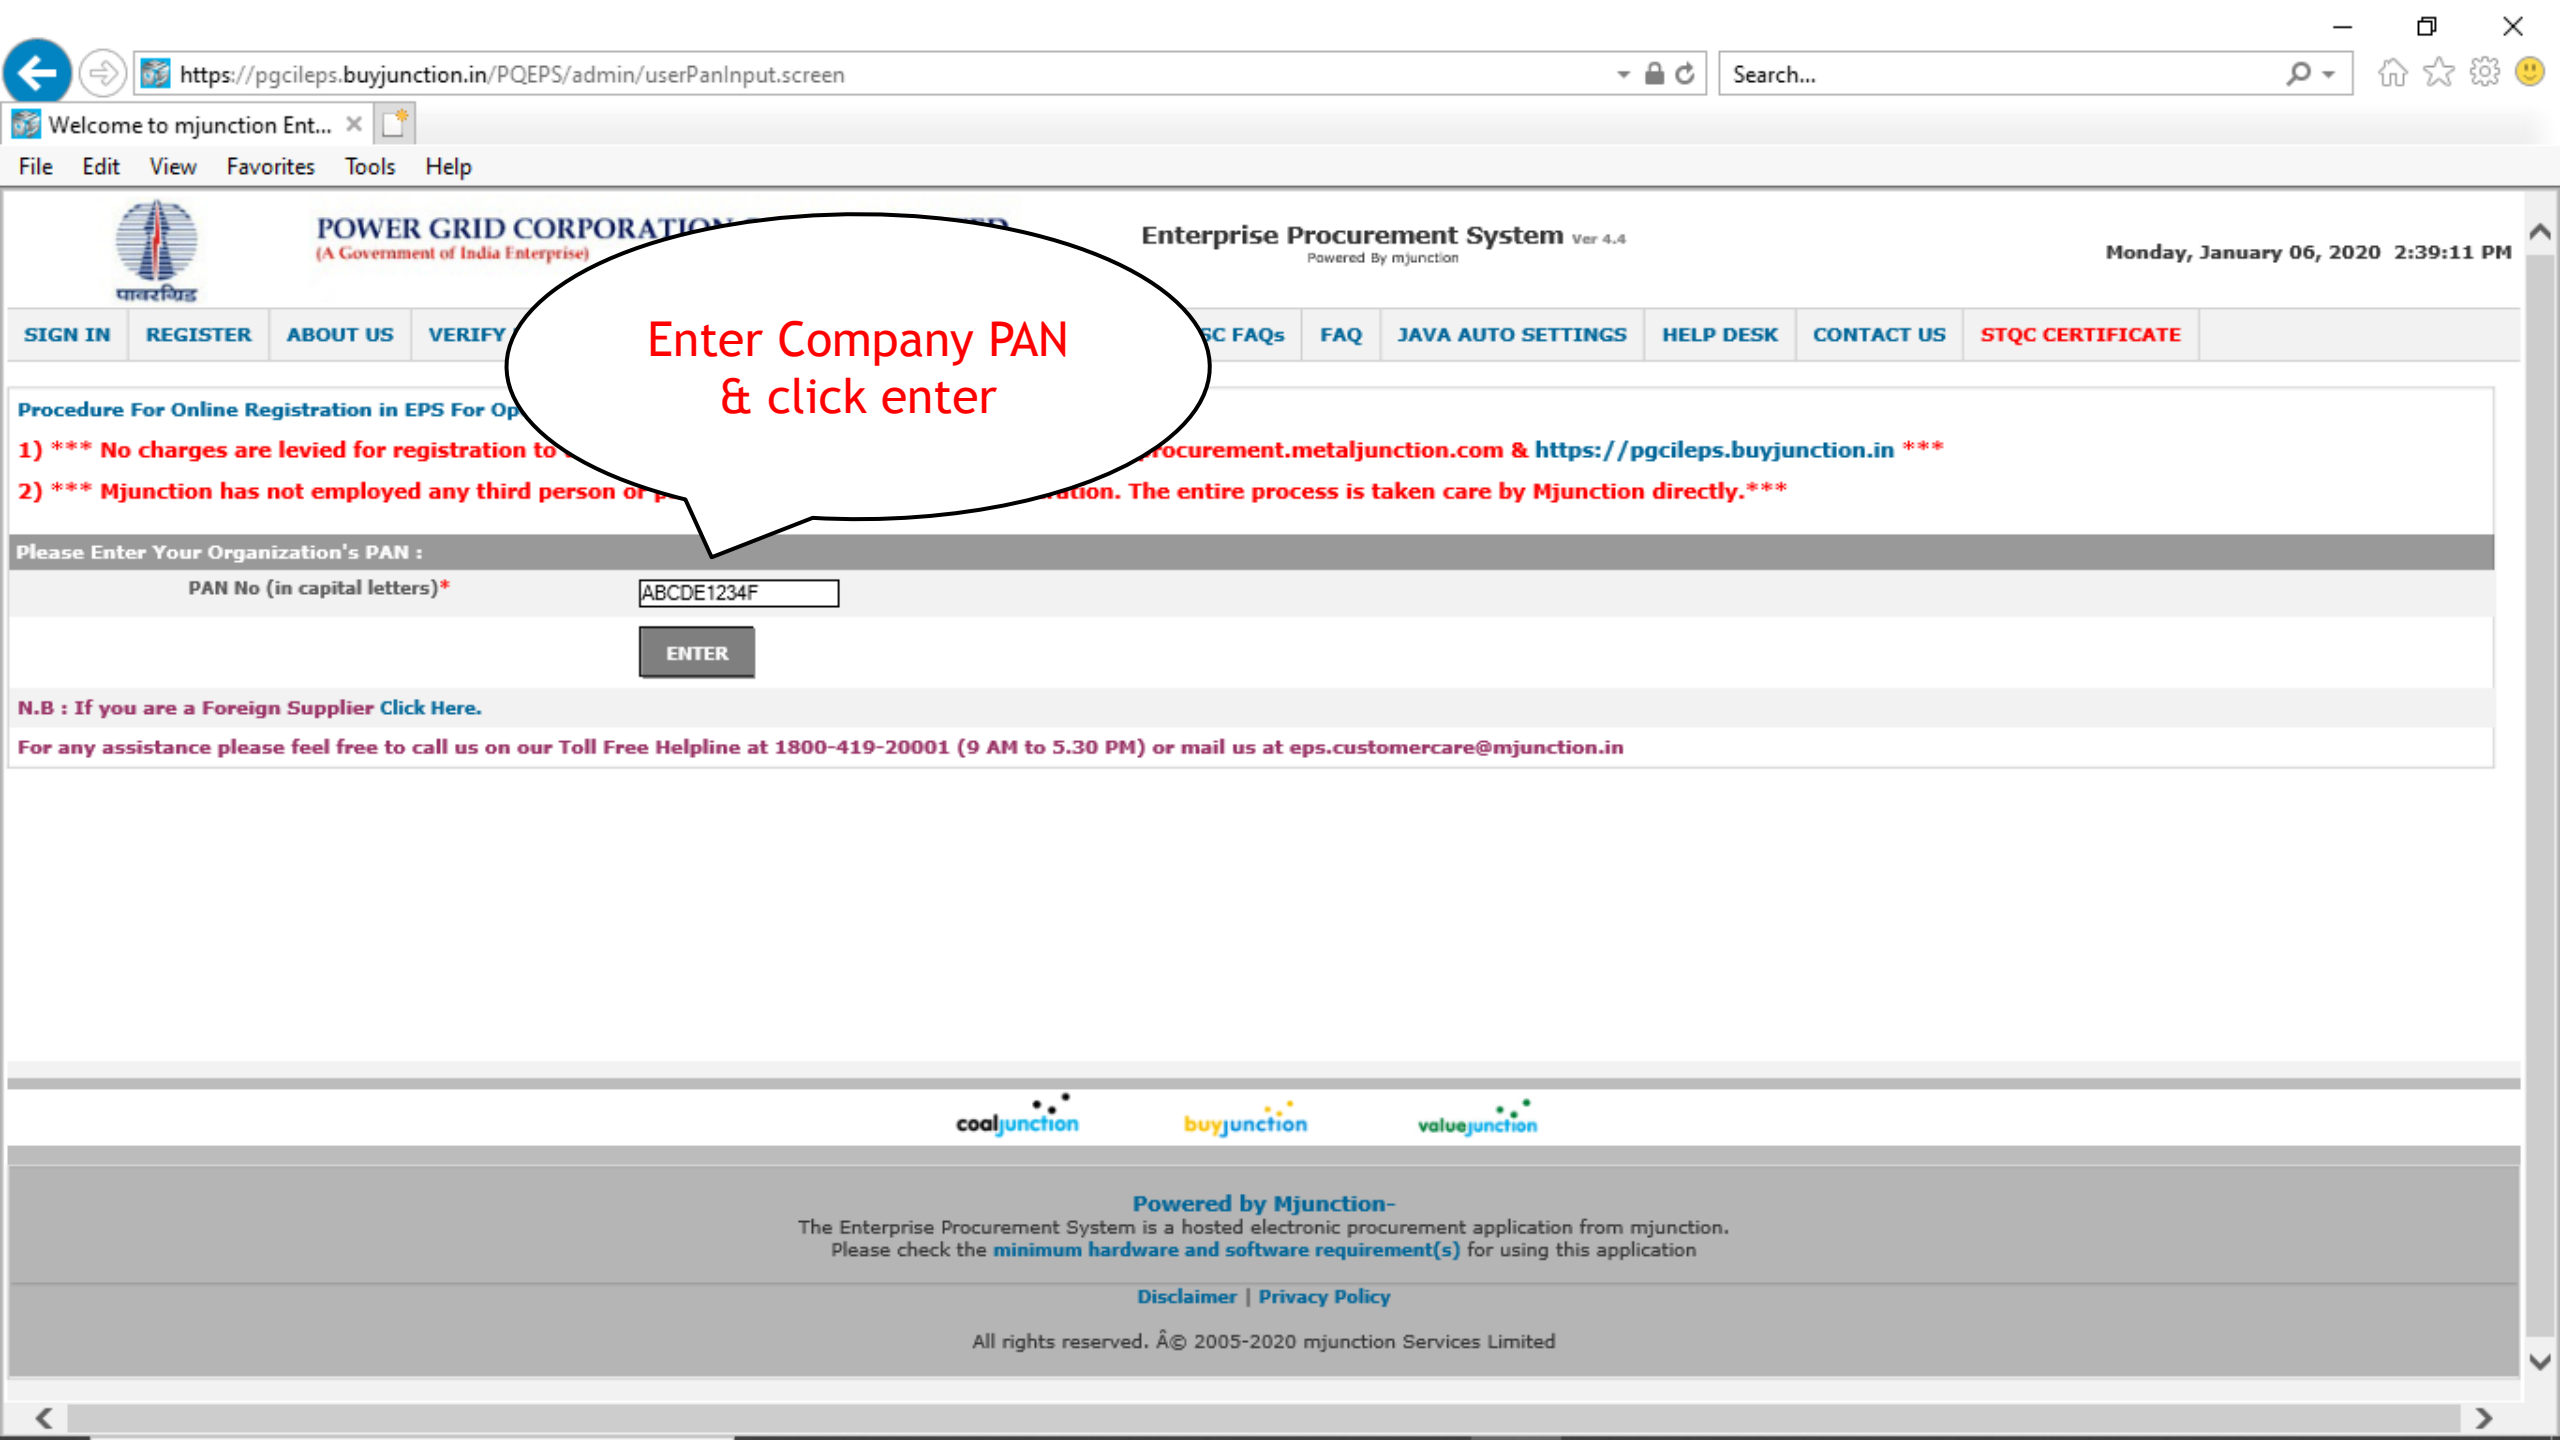 https://pgcileps.buyjunction.in/PQEPS/admin/userPanInput.screen
Search...
Welcome to mjunction Ent...
File Edit View Favorites Tools Help
POWER GRID CORPORATION
(A Government of India Enterprise)
पावरग्रिड
Enterprise Procurement System Ver 4.4
Powered By mjunction
Monday, January 06, 2020 2:39:11 PM
SIGN IN REGISTER ABOUT US VERIFY FAQs FAQ JAVA AUTO SETTINGS HELP DESK CONTACT US STQC CERTIFICATE
Enter Company PAN
& click enter
Procedure For Online Registration in EPS For
1) *** No charges are levied for registration to procurement.metaljunction.com & https://pgcileps.buyjunction.in ***
2) *** Mjunction has not employed any third person or The entire process is taken care by Mjunction directly.***
Please Enter Your Organization's PAN :
PAN No (in capital letters)*
ABCDE1234F
ENTER
N.B : If you are a Foreign Supplier Click Here.
For any assistance please feel free to call us on our Toll Free Helpline at 1800-419-20001 (9 AM to 5.30 PM) or mail us at eps.customercare@mjunction.in
coaljunction buyjunction valuejunction
Powered by Mjunction-
The Enterprise Procurement System is a hosted electronic procurement application from mjunction.
Please check the minimum hardware and software requirement(s) for using this application
Disclaimer | Privacy Policy
All rights reserved. Â© 2005-2020 mjunction Services Limited